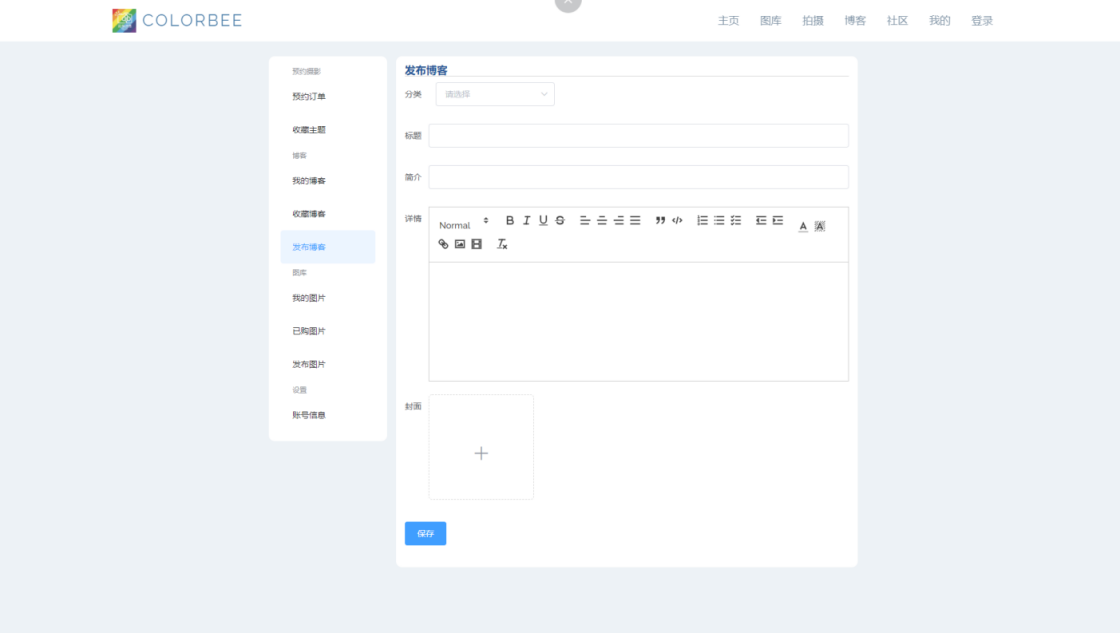 COLORBEE
主页 图库 拍摄 博客 社区 我的 登录
预约摄影
预约订单
收藏主题
博客
我的博客
收藏博客
发布博客
图库
我的图片
已购图片
发布图片
设置
账号信息
发布博客
分类 请选择
标题
简介
详情
Normal
封面
保存